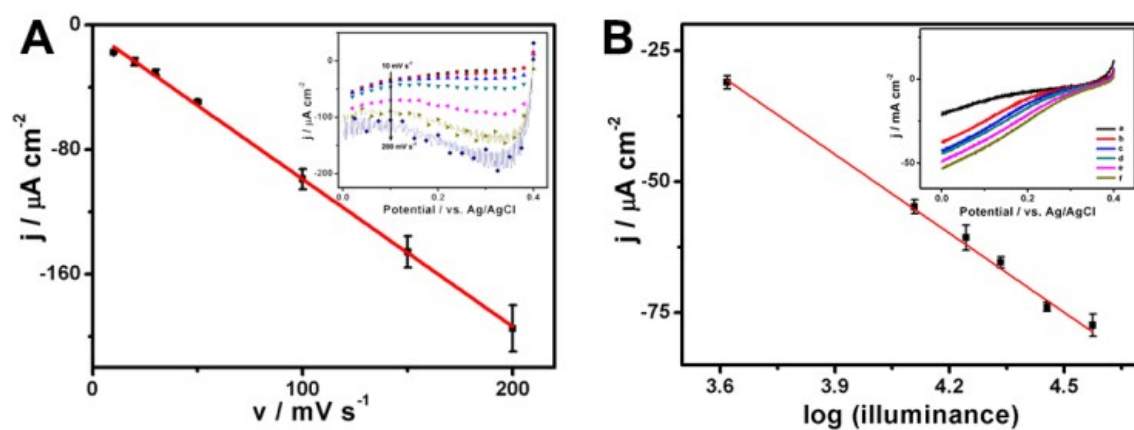 A
j / μA cm-2
0
-80
-160
0
100
200
v / mV s-1
j / μA cm-2
0
-100
-200
0.0
0.2
0.4
Potential / vs. Ag/AgCl
10 mV s-1
200 mV s-1
B
j / μA cm-2
-25
-50
-75
3.6
3.9
4.2
4.5
log (illuminance)
j / mA cm-2
0
-50
0.0
0.2
0.4
Potential / vs. Ag/AgCl
a
b
c
d
e
f